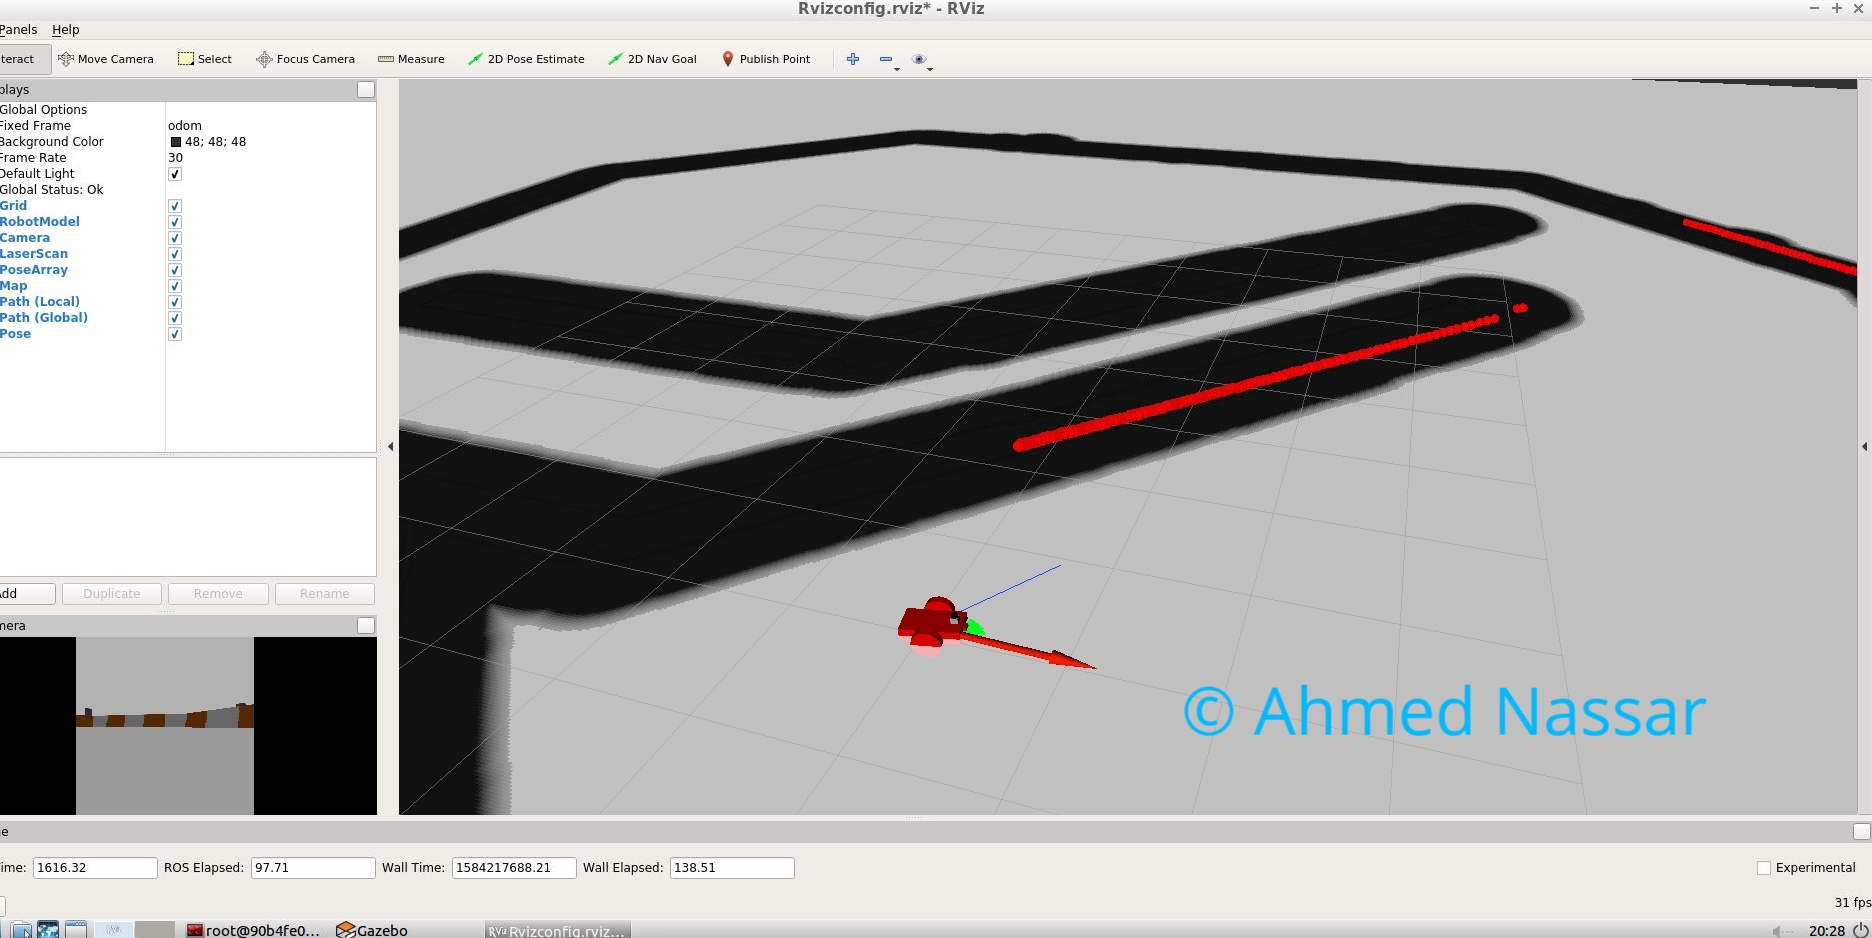 Rvizconfig.rviz* - RViz
Panels Help
teract Move Camera Select Focus Camera Measure 2D Pose Estimate 2D Nav Goal Publish Point
plays
Global Options
Fixed Frame odom
Background Color 48; 48; 48
Frame Rate 30
Default Light
Global Status: Ok
Grid
RobotModel
Camera
LaserScan
PoseArray
Map
Path (Local)
Path (Global)
Pose
Add Duplicate Remove Rename
mera
© Ahmed Nassar
ne
ime: 1616.32 ROS Elapsed: 97.71 Wall Time: 1584217688.21 Wall Elapsed: 138.51 Experimental
31 fps
root@90b4fe0... Gazebo RViz Rvizconfig.rviz... 20:28